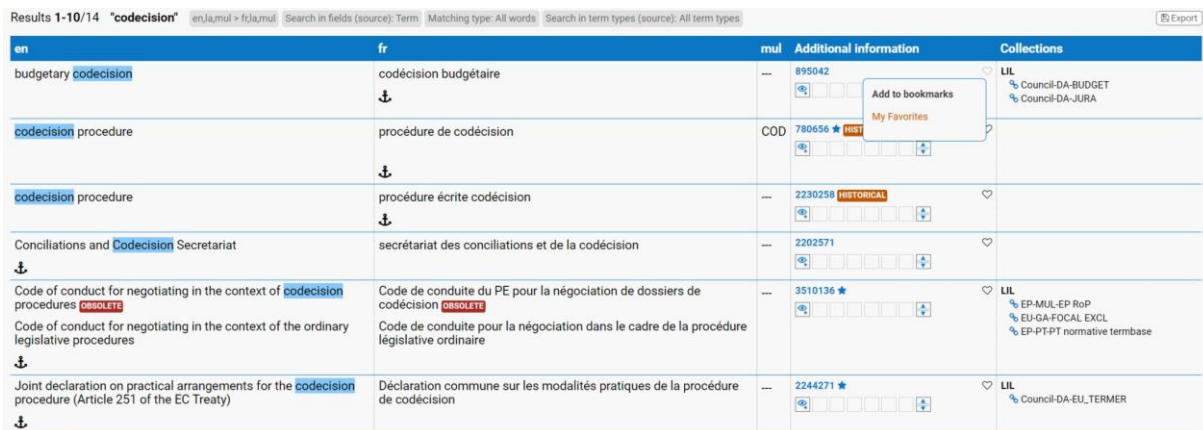 Results 1-10/14 "codecision" en,la,mul > fr,la,mul Search in fields (source): Term Matching type: All words Search in term types (source): All term types Export
en fr mul Additional information Collections
budgetary codecision codécision budgétaire --- 895042 LIL
Council-DA-BUDGET
Council-DA-JURA
Add to bookmarks
My Favorites
codecision procedure procédure de codécision COD 780656
codecision procedure procédure écrite codécision --- 2230258 HISTORICAL
Conciliations and Codecision Secretariat secrétariat des conciliations et de la codécision --- 2202571
Code of conduct for negotiating in the context of codecision Code de conduite du PE pour la négociation de dossiers de --- 3510136 LIL
procedures OBSOLETE codécision OBSOLETE EP-MUL-EP RoP
EU-GA-FOCAL EXCL
Code of conduct for negotiating in the context of the ordinary Code de conduite pour la négociation dans le cadre de la procédure EP-PT-PT normative termbase
legislative procedures législative ordinaire
Joint declaration on practical arrangements for the codecision Déclaration commune sur les modalités pratiques de la procédure --- 2244271 LIL
procedure (Article 251 of the EC Treaty) de codécision Council-DA-EU_TERMER